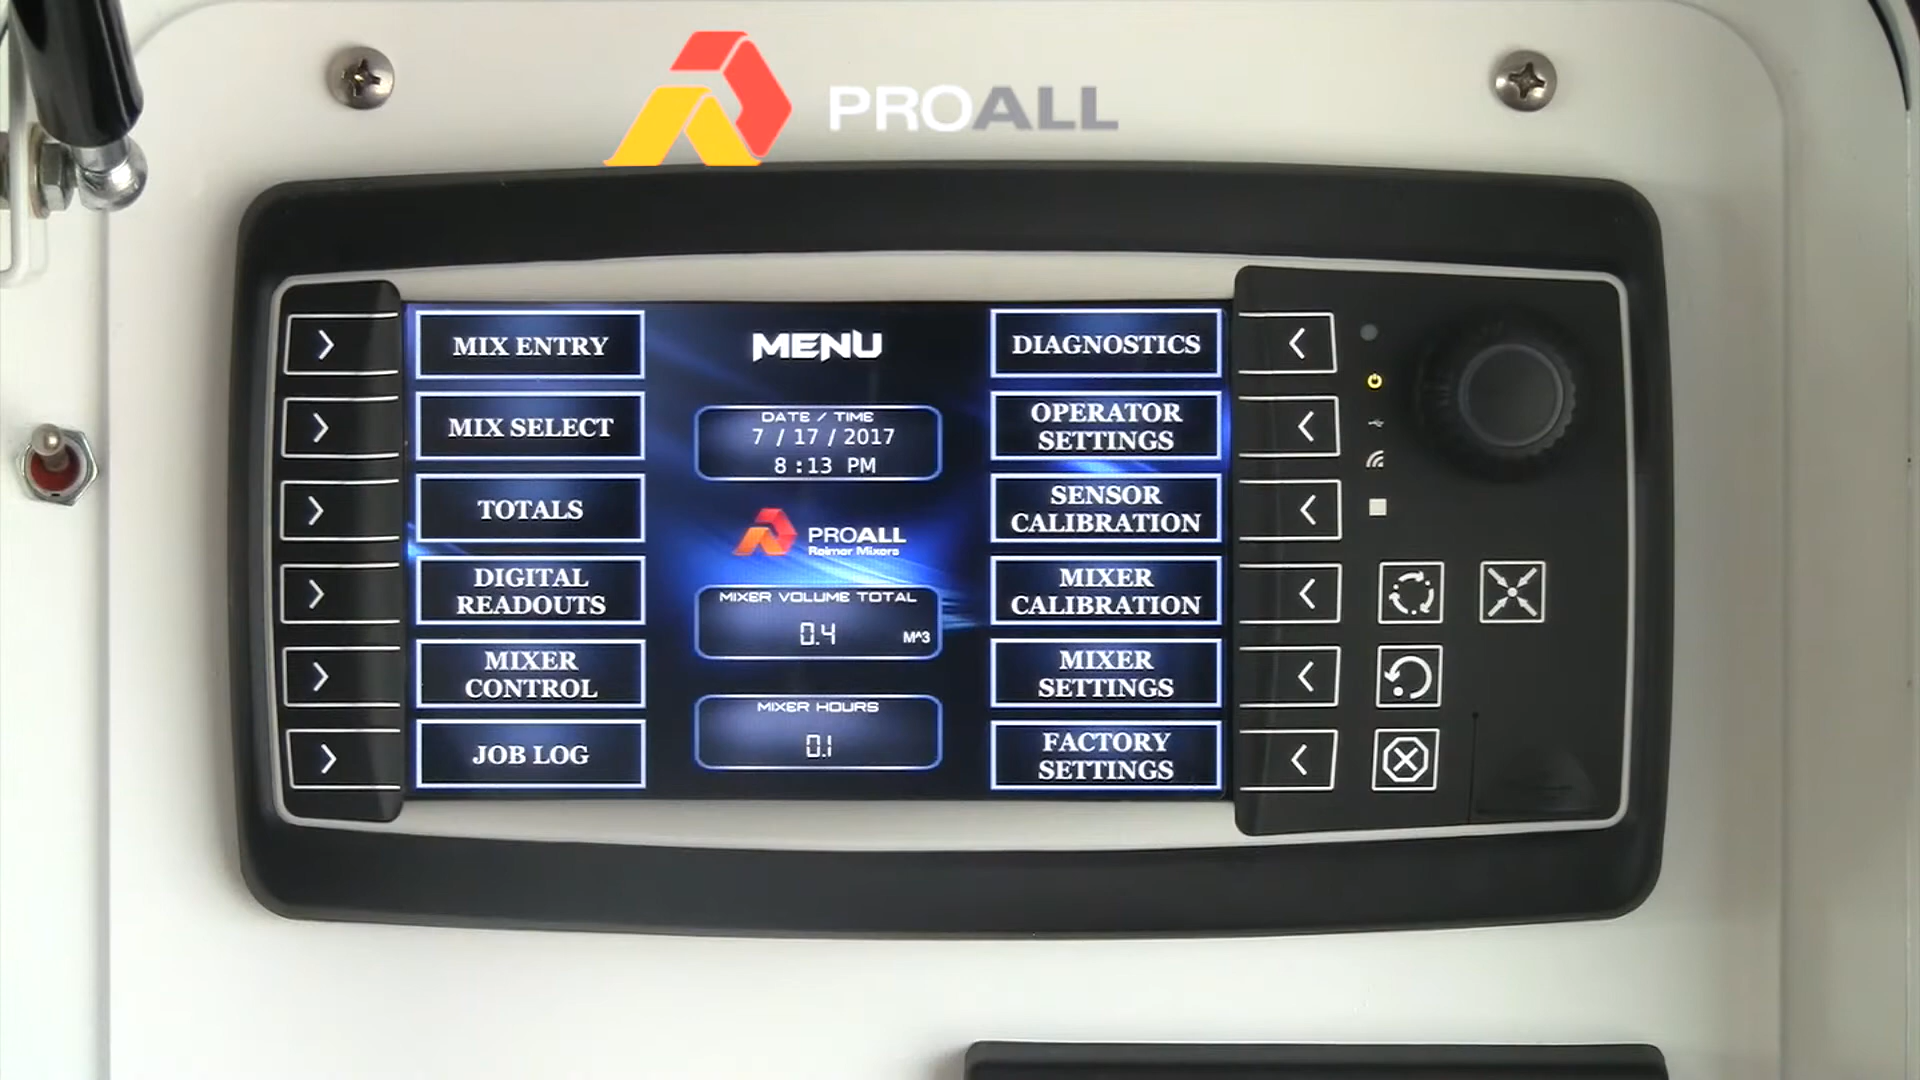 PROALL
MIX ENTRY
MIX SELECT
TOTALS
DIGITAL
READOUTS
MIXER
CONTROL
JOB LOG
MENU
DATE / TIME
7 / 17 / 2017
8 : 13 PM
PROALL
Reimer Mixers
MIXER VOLUME TOTAL
0.4 M^3
MIXER HOURS
0.1
DIAGNOSTICS
OPERATOR
SETTINGS
SENSOR
CALIBRATION
MIXER
CALIBRATION
MIXER
SETTINGS
FACTORY
SETTINGS